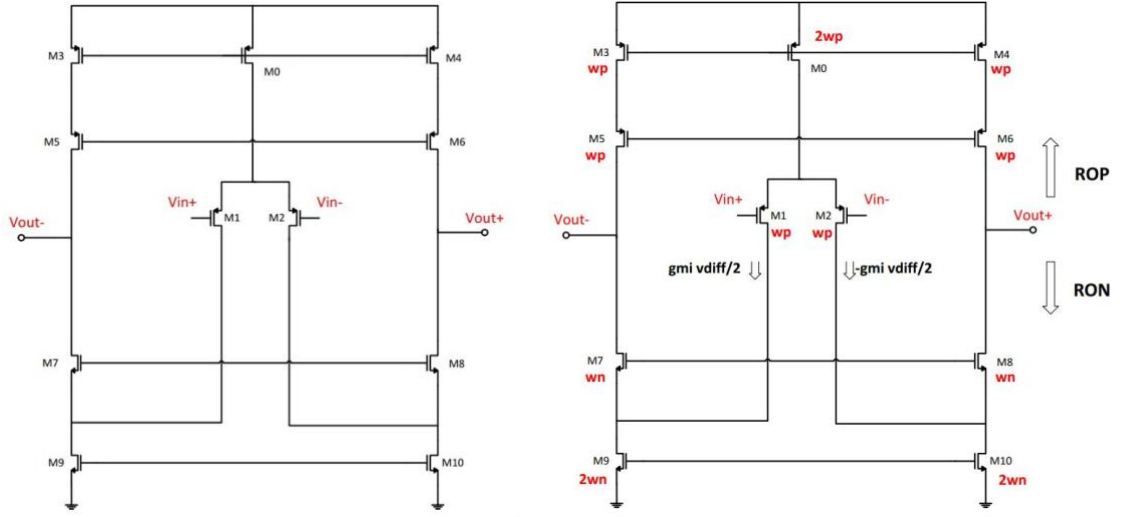 M3
M0
M4
M5
M6
Vin+
M1
M2
Vin-
Vout-
Vout+
M7
M8
M9
M10
2wp
M3
wp
M0
M4
wp
M5
wp
M6
wp
ROP
Vin+
M1
wp
M2
wp
Vin-
Vout-
Vout+
gmi vdiff/2
-gmi vdiff/2
RON
M7
wn
M8
wn
M9
2wn
M10
2wn